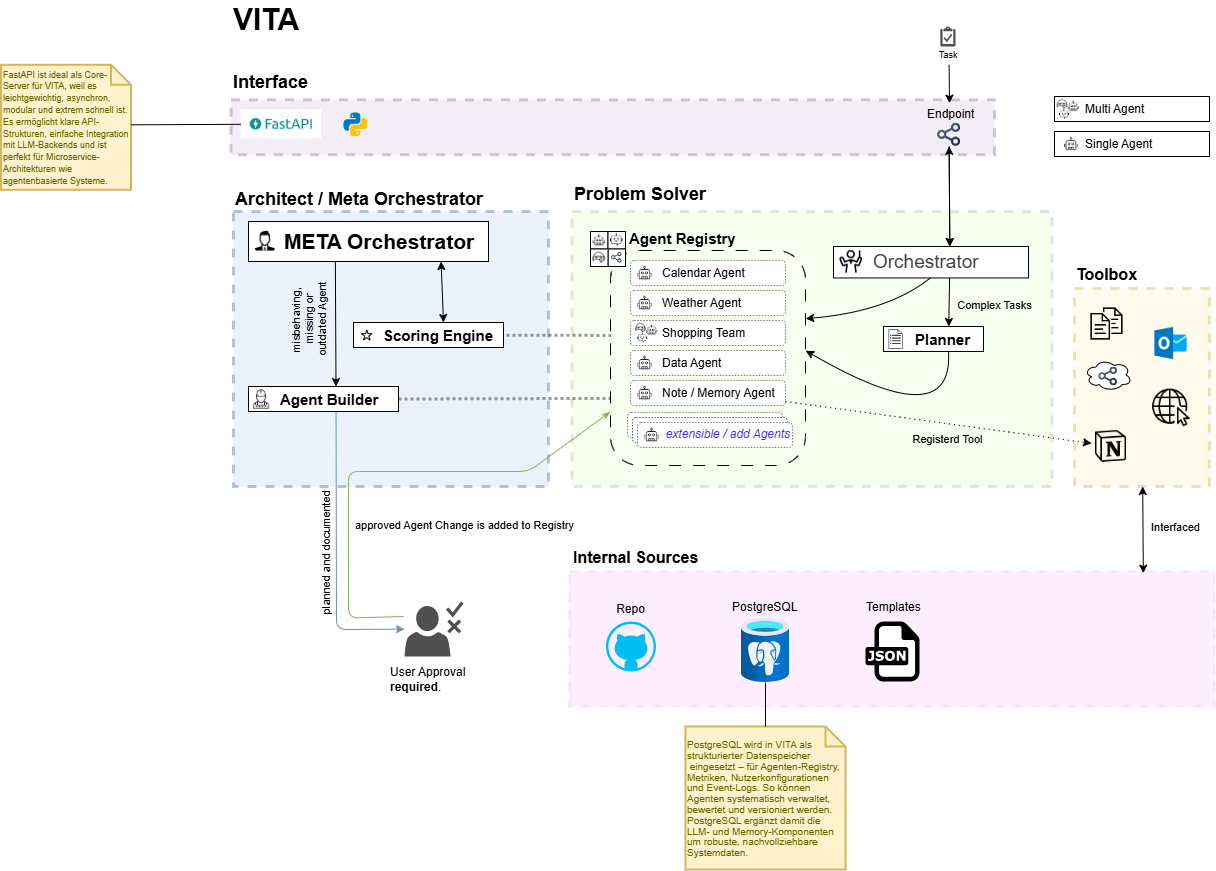 VITA
Task
FastAPI ist ideal als Core-
Server für VITA, weil es
leichtgewichtig, asynchron,
modular und extrem schnell ist.
Es ermöglicht klare API-
Strukturen, einfache Integration
mit LLM-Backends und ist
perfekt für Microservice-
Architekturen wie
agentenbasierte Systeme.
Interface
FastAPI
Endpoint
Multi Agent
Single Agent
Architect / Meta Orchestrator
META Orchestrator
misbehaving,
missing or
outdated Agent
Scoring Engine
Agent Builder
Problem Solver
Agent Registry
Calendar Agent
Weather Agent
Shopping Team
Data Agent
Note / Memory Agent
extensible / add Agents
Orchestrator
Complex Tasks
Planner
Registerd Tool
Toolbox
N
Interfaced
planned and documented
approved Agent Change is added to Registry
User Approval
required.
Internal Sources
Repo
PostgreSQL
Templates
JSON
PostgreSQL wird in VITA als
strukturierter Datenspeicher
eingesetzt – für Agenten-Registry,
Metriken, Nutzerkonfigurationen
und Event-Logs. So können
Agenten systematisch verwaltet,
bewertet und versioniert werden.
PostgreSQL ergänzt damit die
LLM- und Memory-Komponenten
um robuste, nachvollziehbare
Systemdaten.